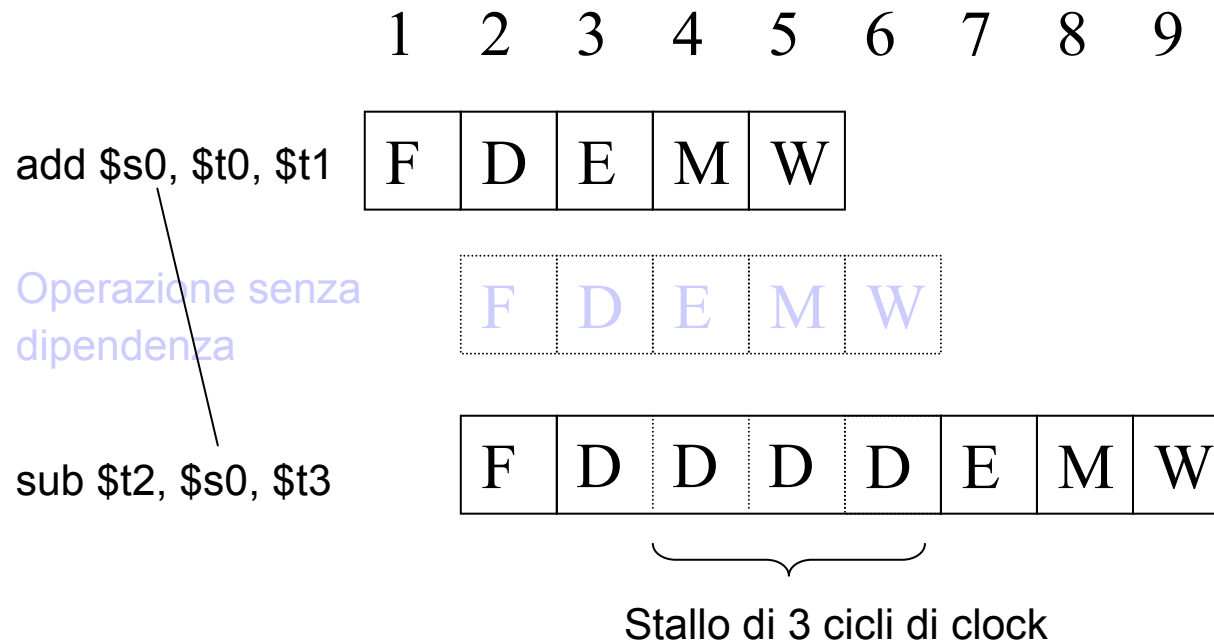 1 2 3 4 5 6 7 8 9
add $s0, $t0, $t1 F D E M W
Operazione senza
dipendenza
F D E M W
sub $t2, $s0, $t3 F D D D D E M W
Stallo di 3 cicli di clock